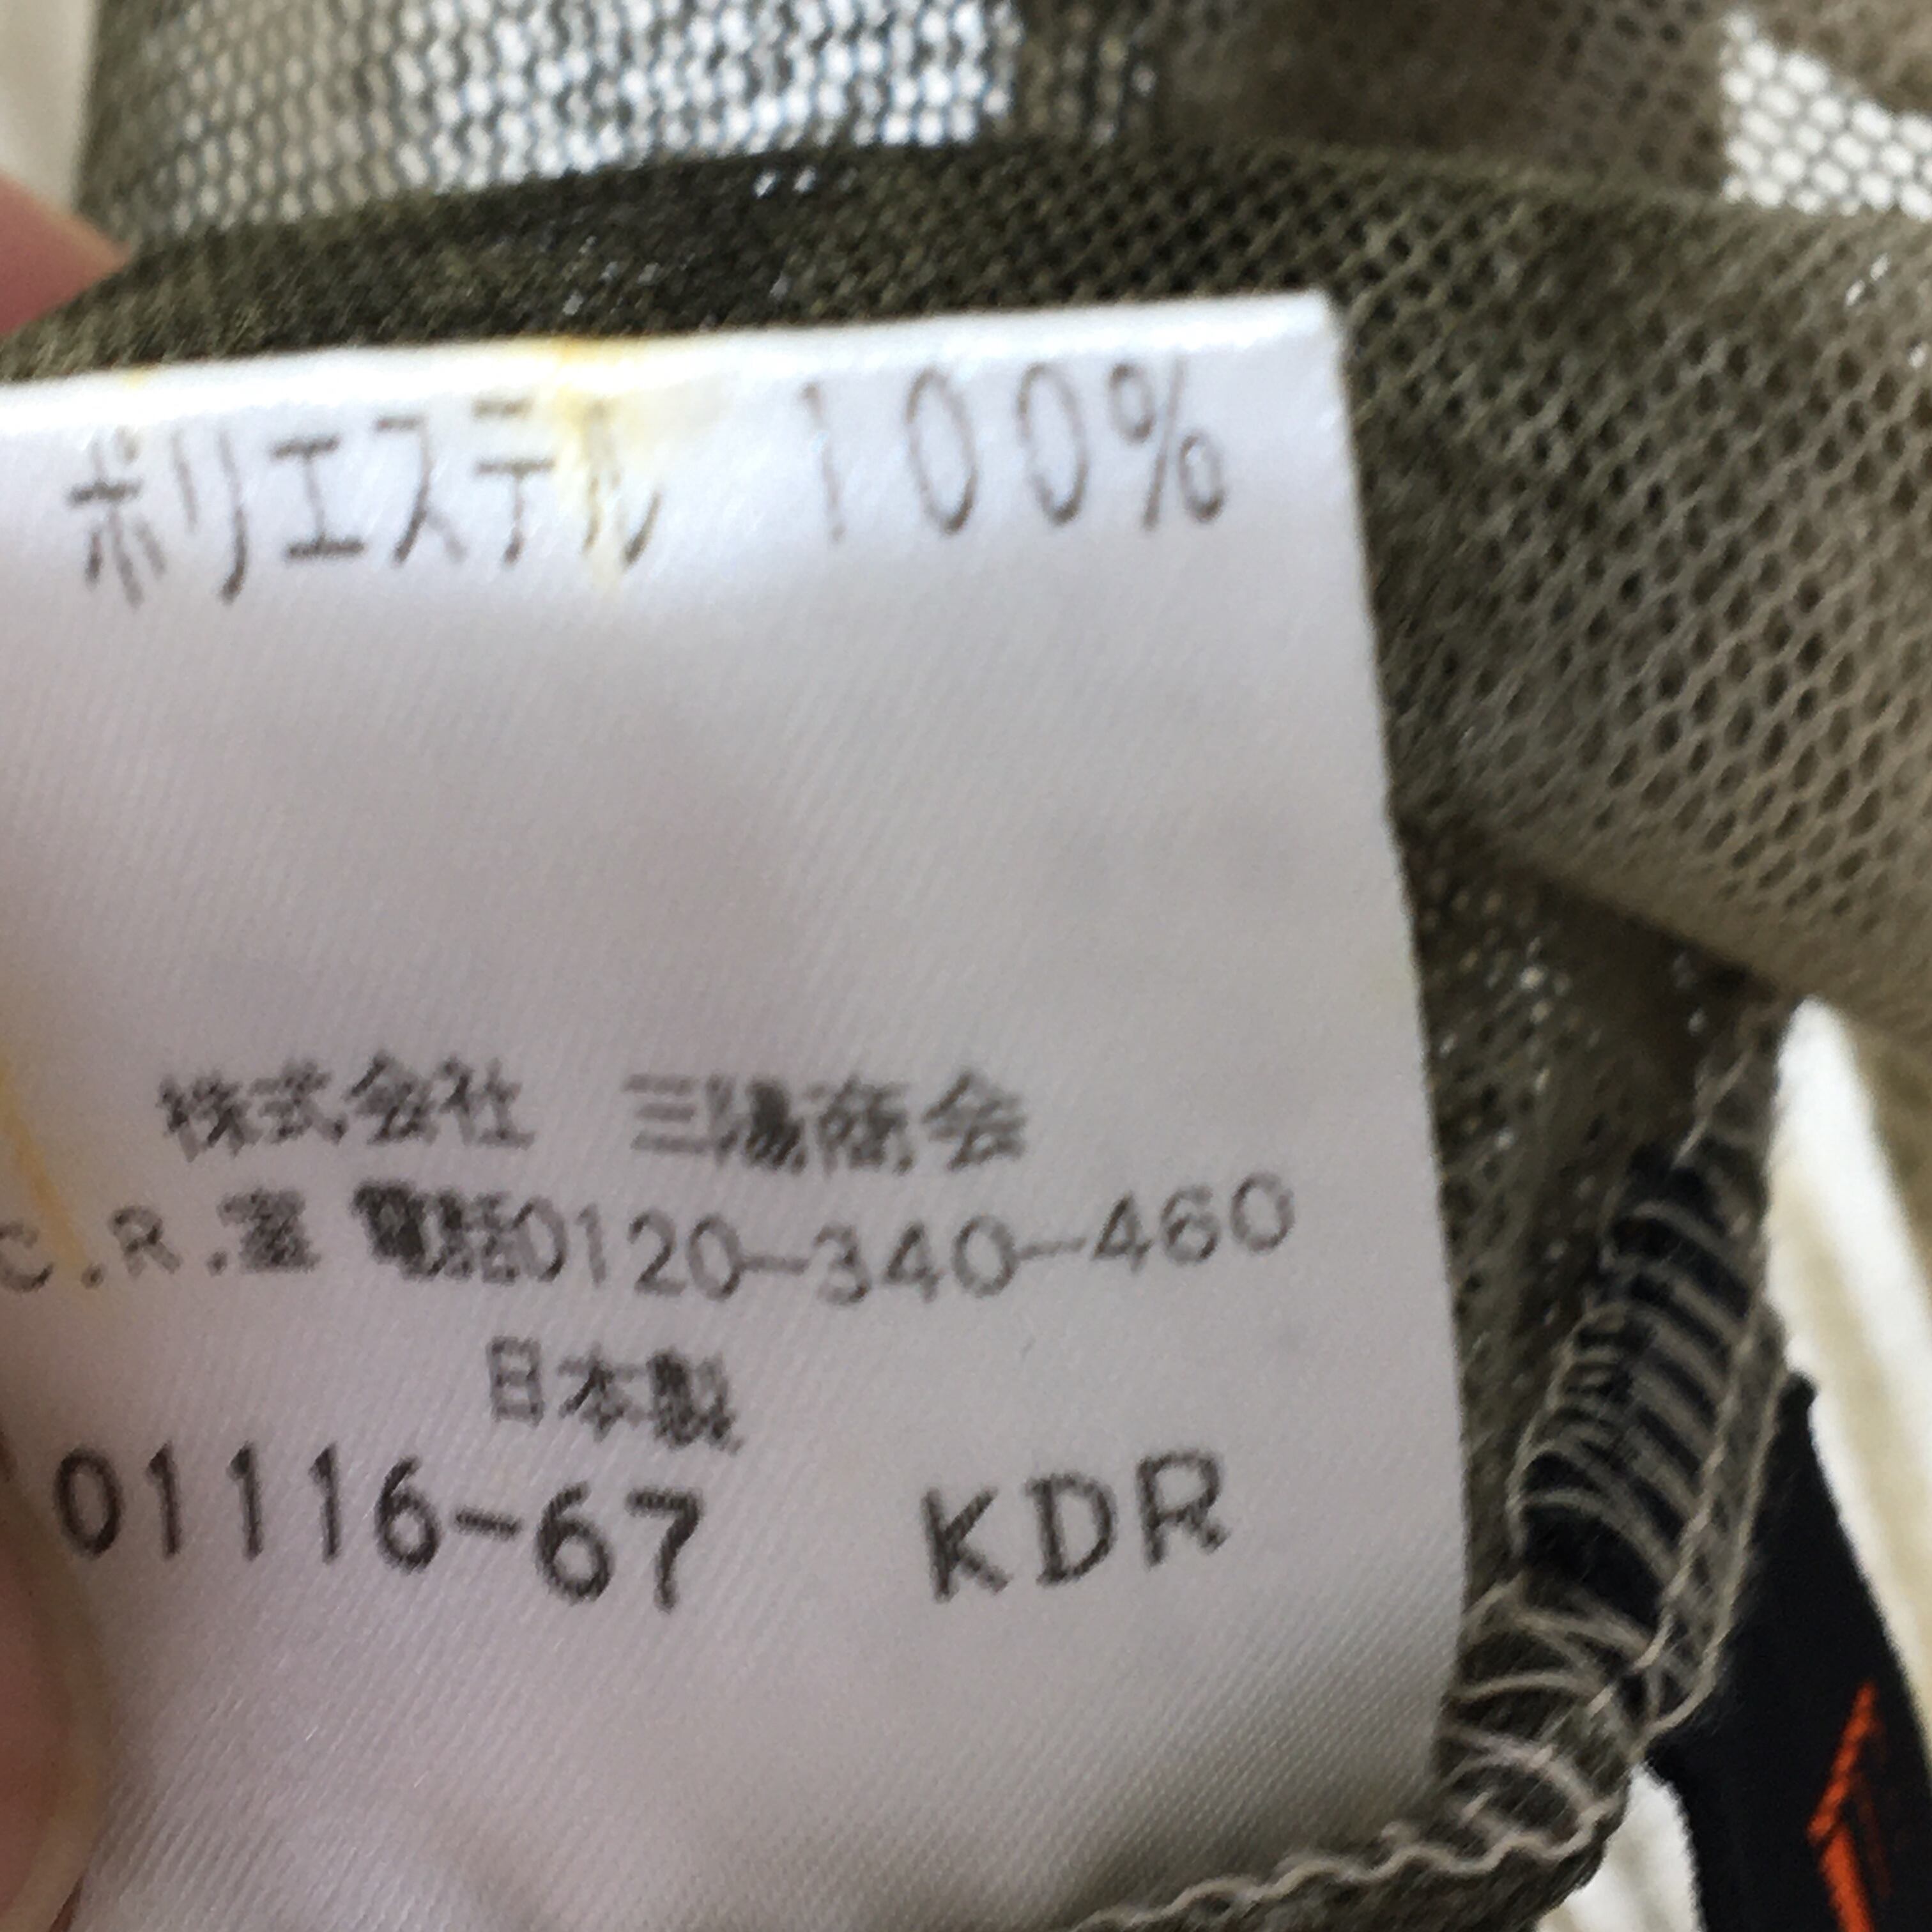 ポリエステル 100%
株式会社 三陽商会
C.R.室 電話0120-340-460
日本製
01116-67 KDR